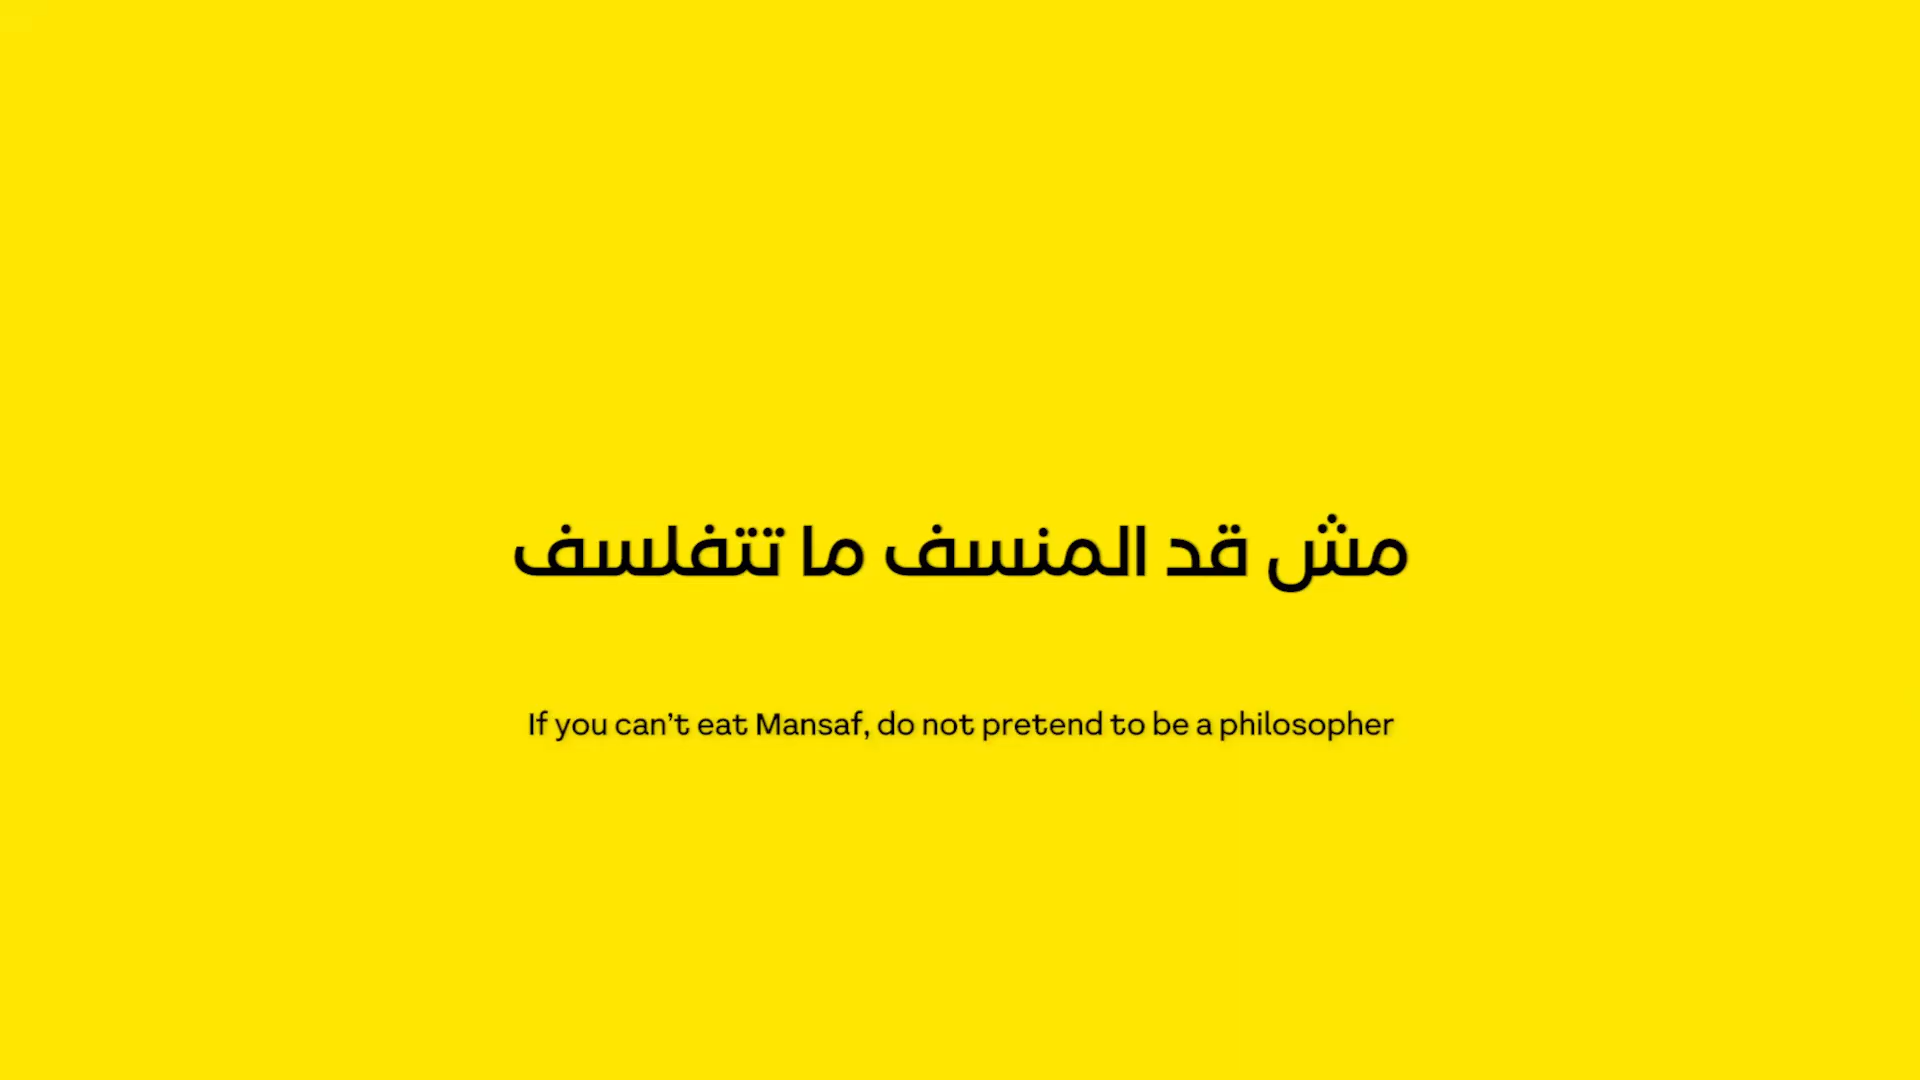 مش قد المنسف ما تتفلسف
If you can’t eat Mansaf, do not pretend to be a philosopher